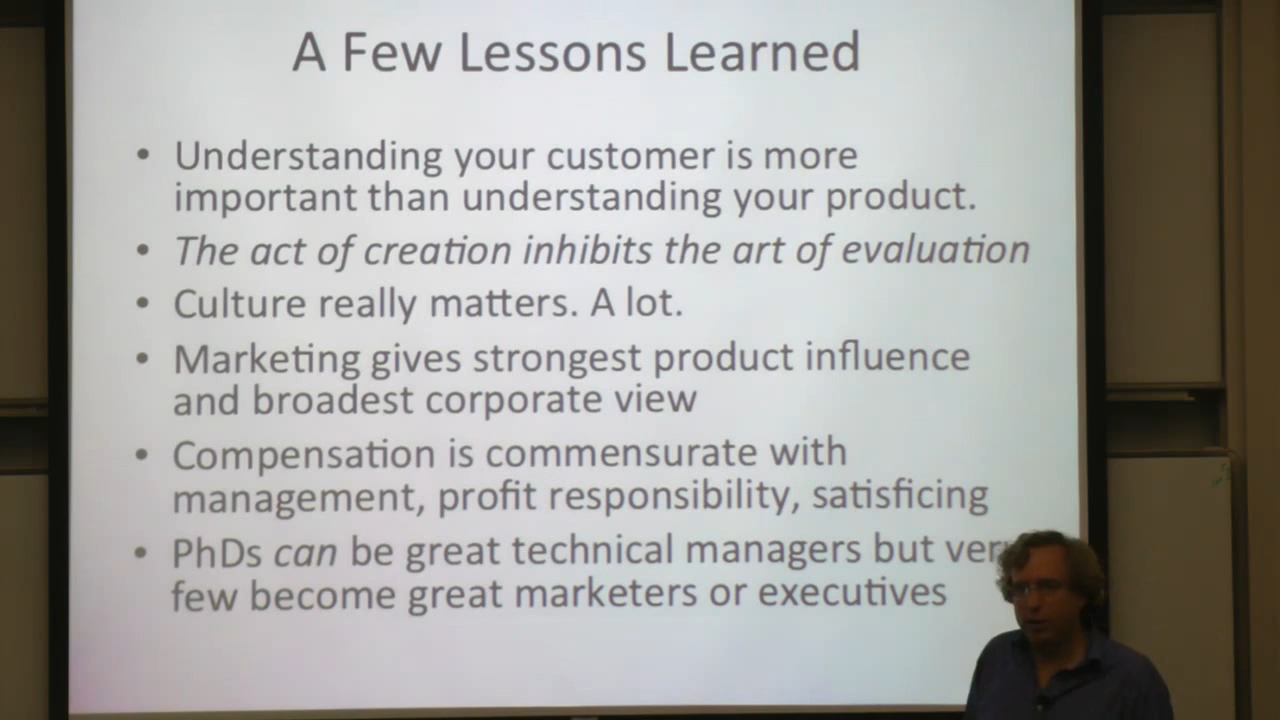 A Few Lessons Learned
• Understanding your customer is more
important than understanding your product.
• The act of creation inhibits the art of evaluation
• Culture really matters. A lot.
• Marketing gives strongest product influence
and broadest corporate view
• Compensation is commensurate with
management, profit responsibility, satisficing
• PhDs can be great technical managers but very
few become great marketers or executives